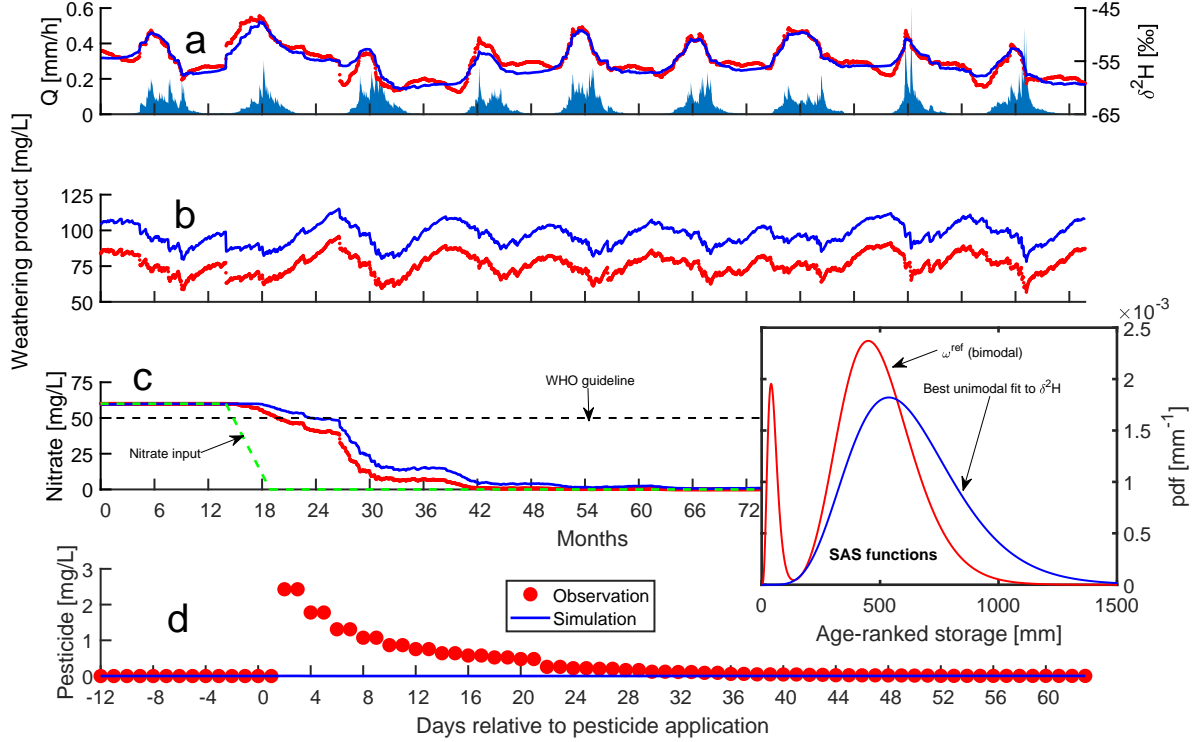 0.6
0.4
0.2
0
Q [mm/h]
a
-45
-55
-65
δ²H [‰]
Weathering product [mg/L]
125
100
75
50
b
75
50
25
0
Nitrate [mg/L]
c
WHO guideline
Nitrate input
0 6 12 18 24 30 36 42 48 54 60 66 72
Months
×10⁻³
2.5
2
1.5
1
0.5
0
pdf [mm⁻¹]
ω^ref (bimodal)
Best unimodal fit to δ²H
SAS functions
0 500 1000 1500
Age-ranked storage [mm]
3
2
1
0
Pesticide [mg/L]
d
Observation
Simulation
-12 -8 -4 0 4 8 12 16 20 24 28 32 36 40 44 48 52 56 60
Days relative to pesticide application